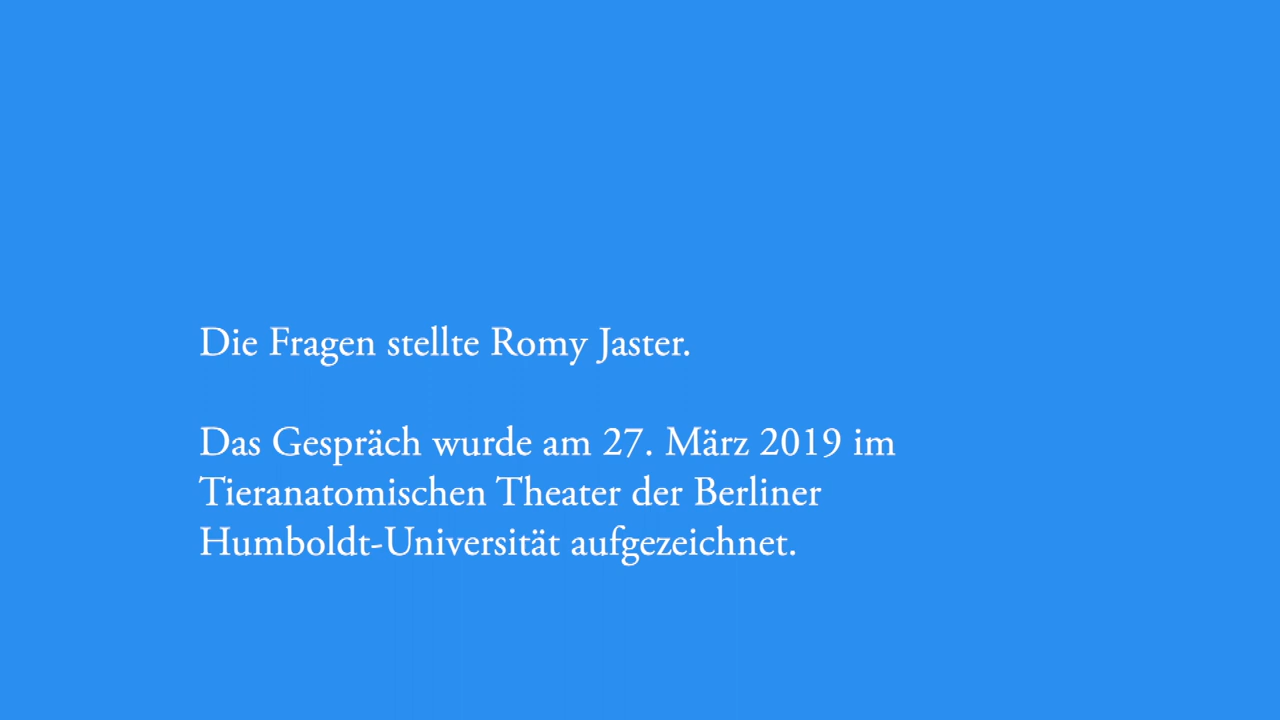 Die Fragen stellte Romy Jaster.
Das Gespräch wurde am 27. März 2019 im
Tieranatomischen Theater der Berliner
Humboldt-Universität aufgezeichnet.